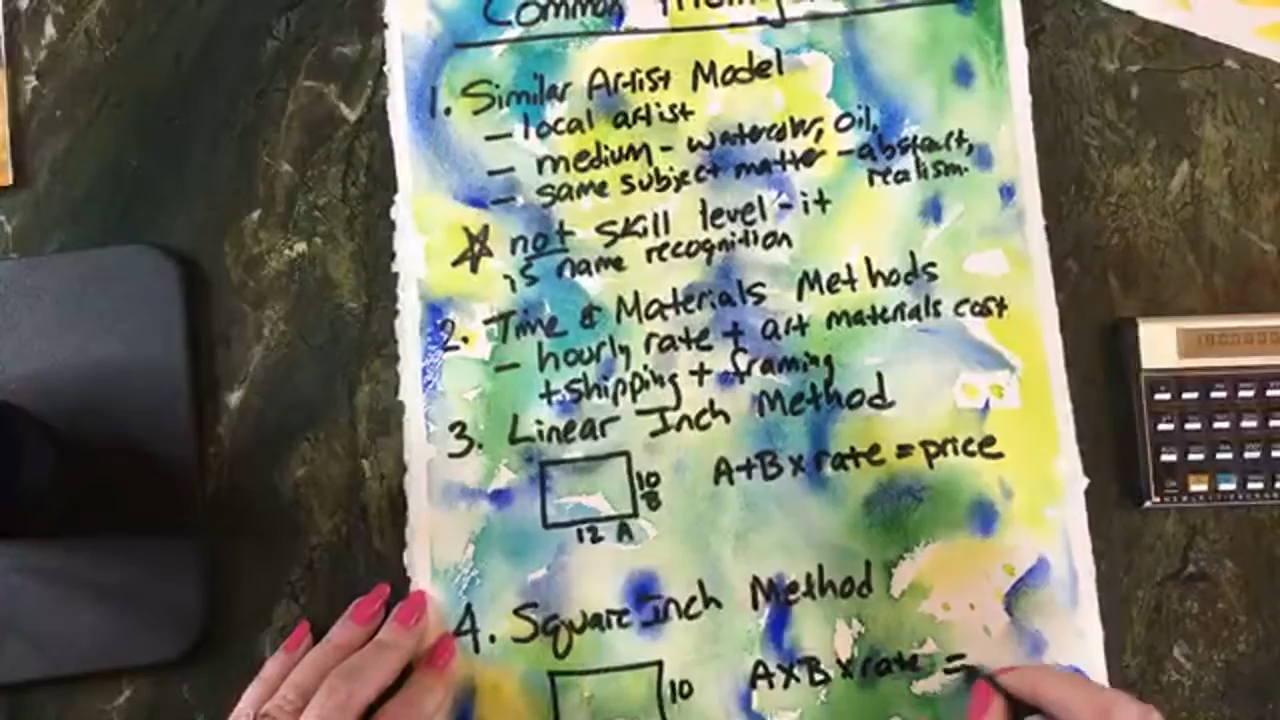 Common
1. Similar Artist Model
- local artist
- medium - watercolor, oil,
- same subject matter - abstract,
realism.
☆ not skill level - it
is name recognition
2. Time & Materials Methods
- hourly rate + art materials cost
+ shipping + framing
3. Linear Inch Method
10
B
12 A
A+B x rate = price
4. Square Inch Method
10
AxBxrate =